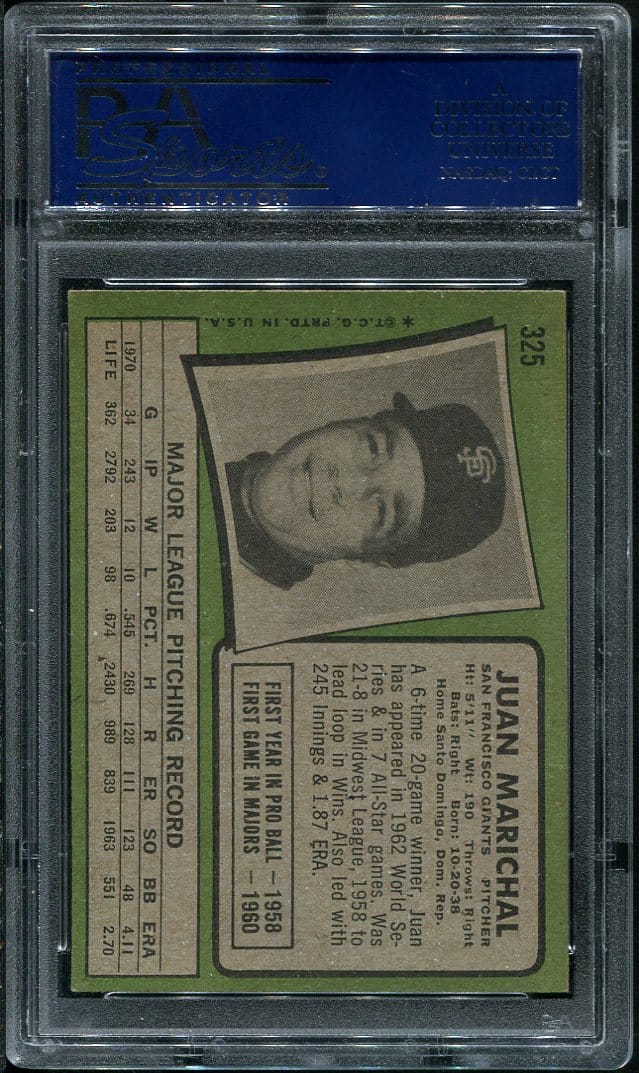 PROFESSIONAL
PSA
Sports®
AUTHENTICATOR
A
DIVISION OF
COLLECTORS
UNIVERSE
NASDAQ: CLCT
325
*©T.C.G. PRTD. IN U.S.A.
JUAN MARICHAL
SAN FRANCISCO GIANTS PITCHER
Ht: 5'11" Wt: 190 Throws: Right
Bats: Right Born: 10-20-38
Home Santo Domingo, Dom. Rep.
A 6-time 20-game winner, Juan
has appeared in 1962 World Se-
ries & in 7 All-Star games. Was
21-8 in Midwest League, 1958 to
lead loop in Wins. Also led with
245 Innings & 1.87 ERA.
FIRST YEAR IN PRO BALL — 1958
FIRST GAME IN MAJORS — 1960
MAJOR LEAGUE PITCHING RECORD
G IP W L PCT. H R ER SO BB ERA
1970 34 243 12 10 .545 269 128 111 123 48 4.11
LIFE 362 2792 203 98 .674 2430 989 839 1963 551 2.70
SF